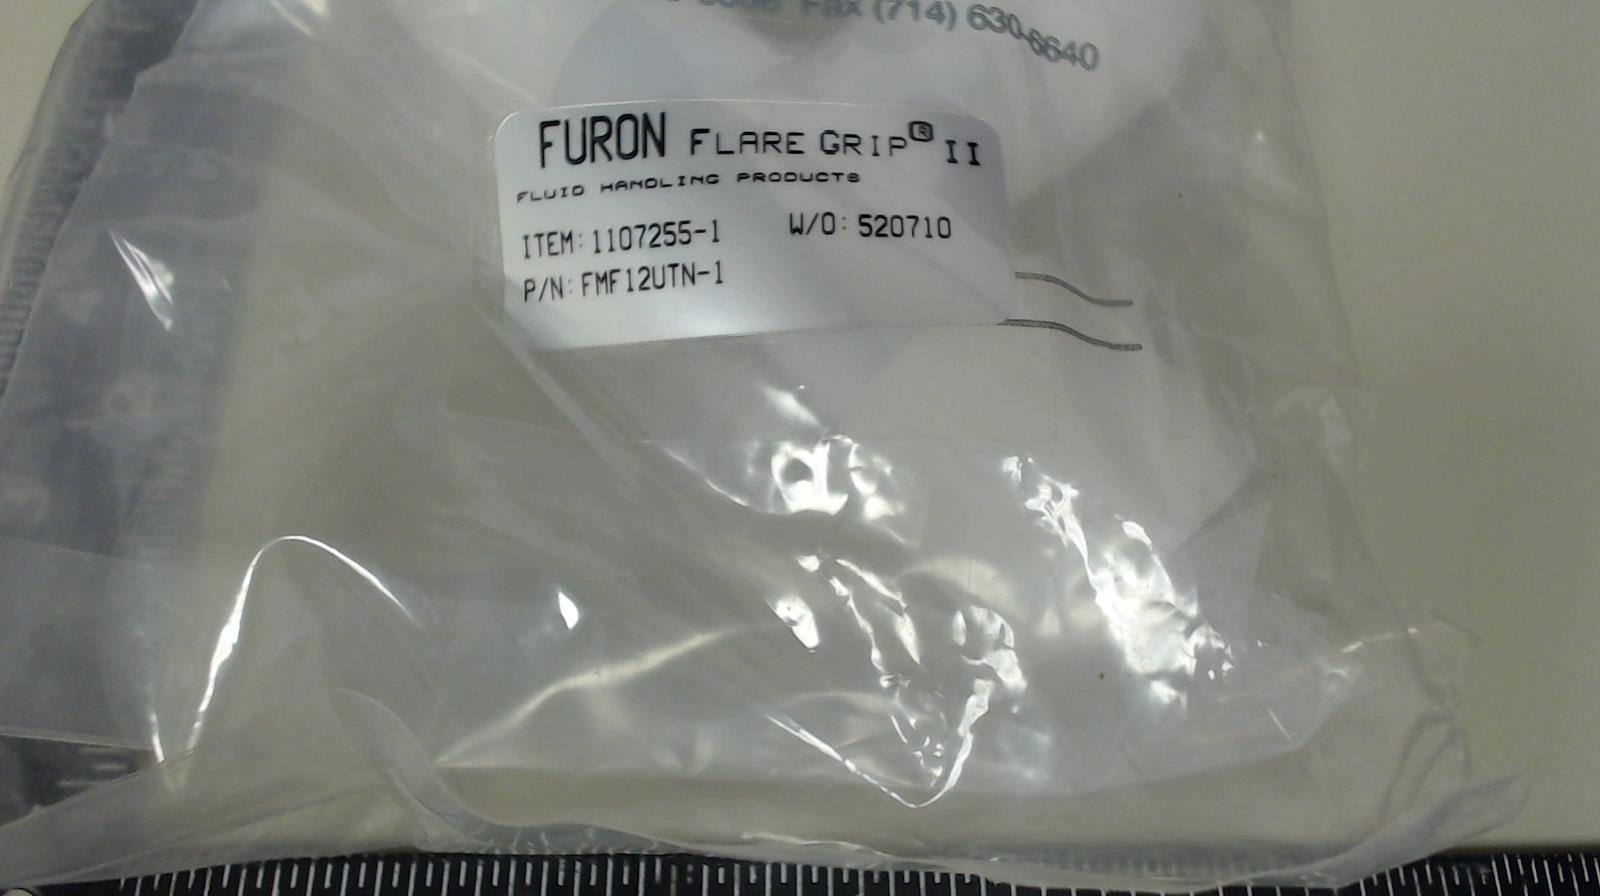 Fax (714) 630-6640
FURON FLARE GRIP® II
FLUID HANDLING PRODUCTS
ITEM: 1107255-1 W/O: 520710
P/N: FMF12UTN-1